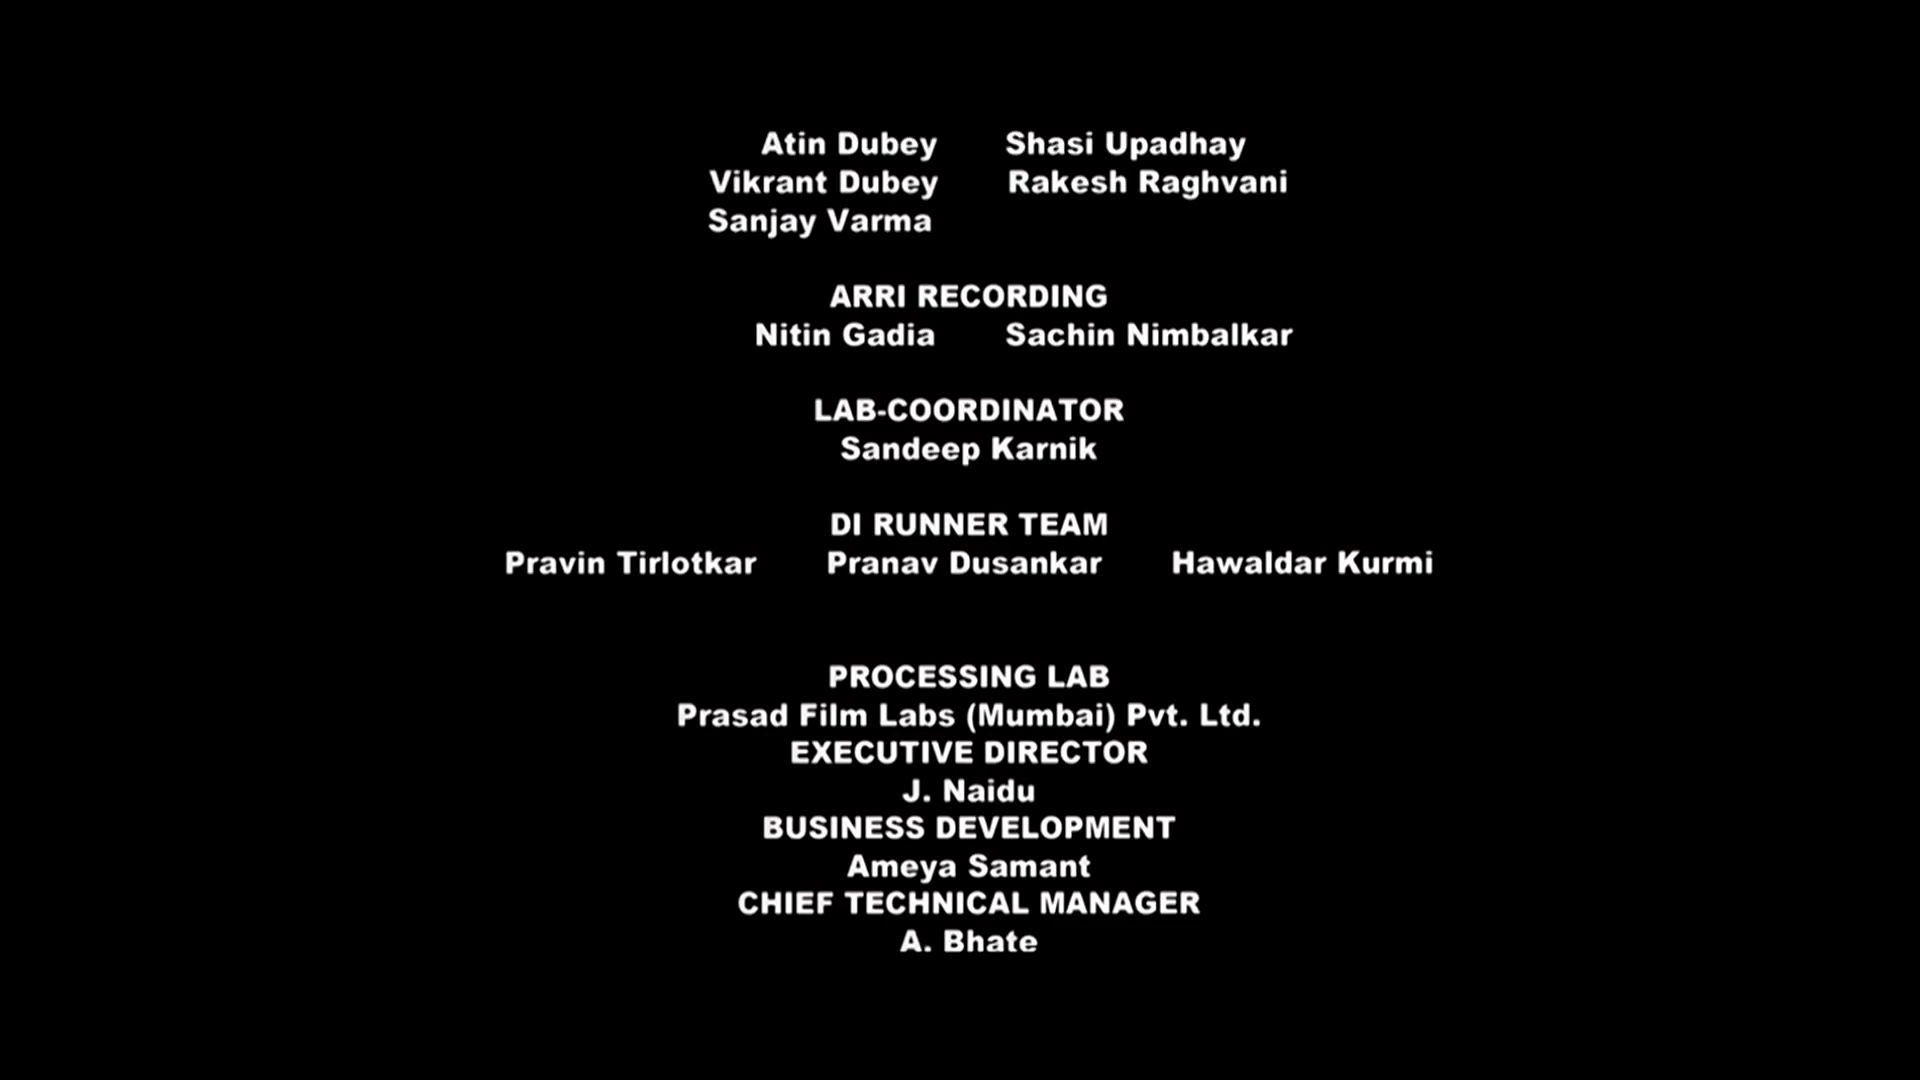 Atin Dubey Shasi Upadhay
Vikrant Dubey Rakesh Raghvani
Sanjay Varma
ARRI RECORDING
Nitin Gadia Sachin Nimbalkar
LAB-COORDINATOR
Sandeep Karnik
DI RUNNER TEAM
Pravin Tirlotkar Pranav Dusankar Hawaldar Kurmi
PROCESSING LAB
Prasad Film Labs (Mumbai) Pvt. Ltd.
EXECUTIVE DIRECTOR
J. Naidu
BUSINESS DEVELOPMENT
Ameya Samant
CHIEF TECHNICAL MANAGER
A. Bhate